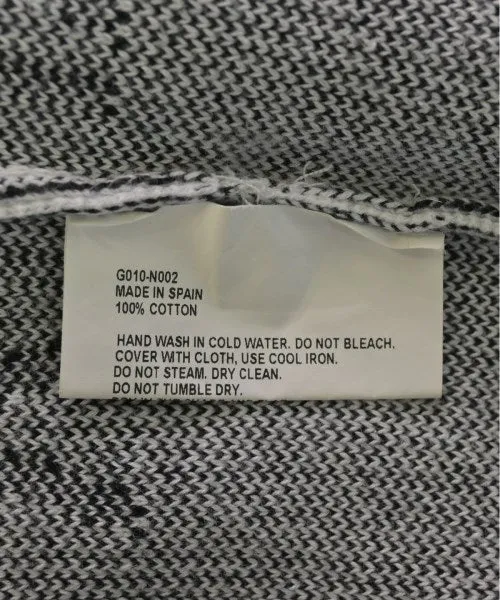 G010-N002
MADE IN SPAIN
100% COTTON
HAND WASH IN COLD WATER. DO NOT BLEACH.
COVER WITH CLOTH, USE COOL IRON.
DO NOT STEAM. DRY CLEAN.
DO NOT TUMBLE DRY.